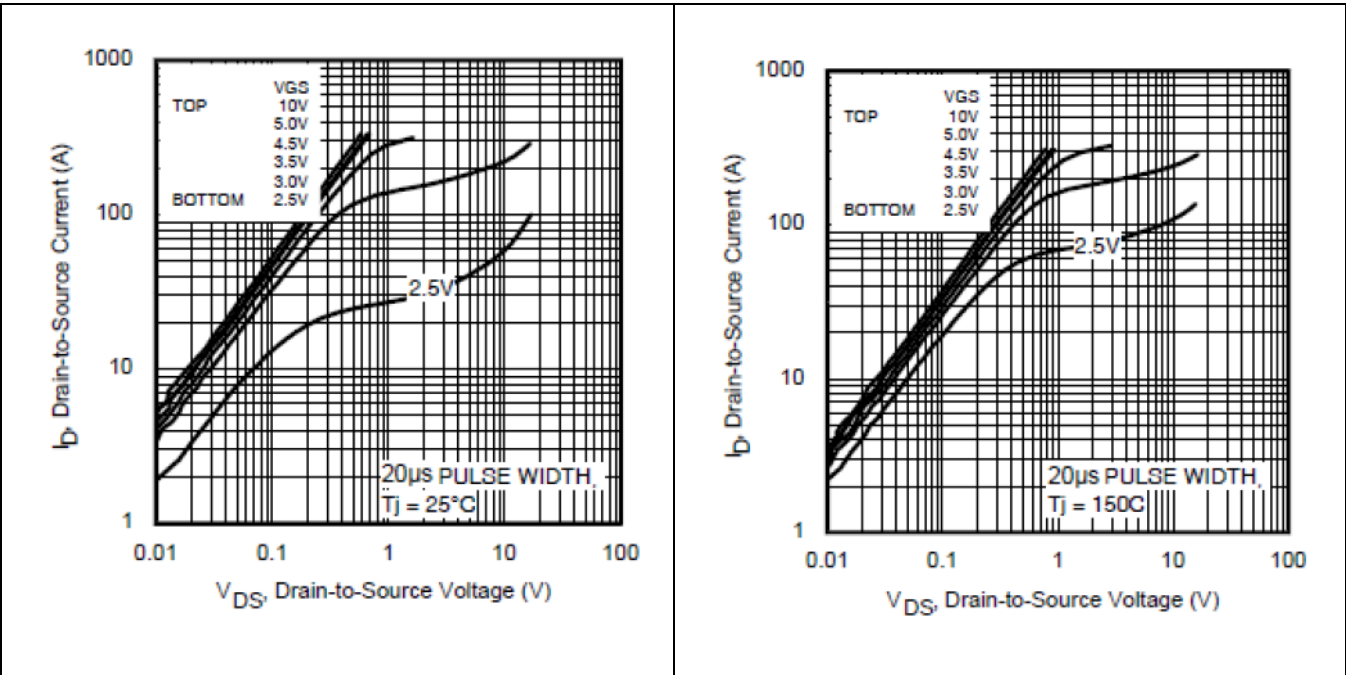 1000
VGS
TOP 10V
5.0V
4.5V
3.5V
3.0V
BOTTOM 2.5V
100
10
1
2.5V
20µs PULSE WIDTH,
Tj = 25°C
0.01 0.1 1 10 100
VDS, Drain-to-Source Voltage (V)
ID, Drain-to-Source Current (A)
1000
VGS
TOP 10V
5.0V
4.5V
3.5V
3.0V
BOTTOM 2.5V
100
10
1
2.5V
20µs PULSE WIDTH,
Tj = 150C
0.01 0.1 1 10 100
VDS, Drain-to-Source Voltage (V)
ID, Drain-to-Source Current (A)